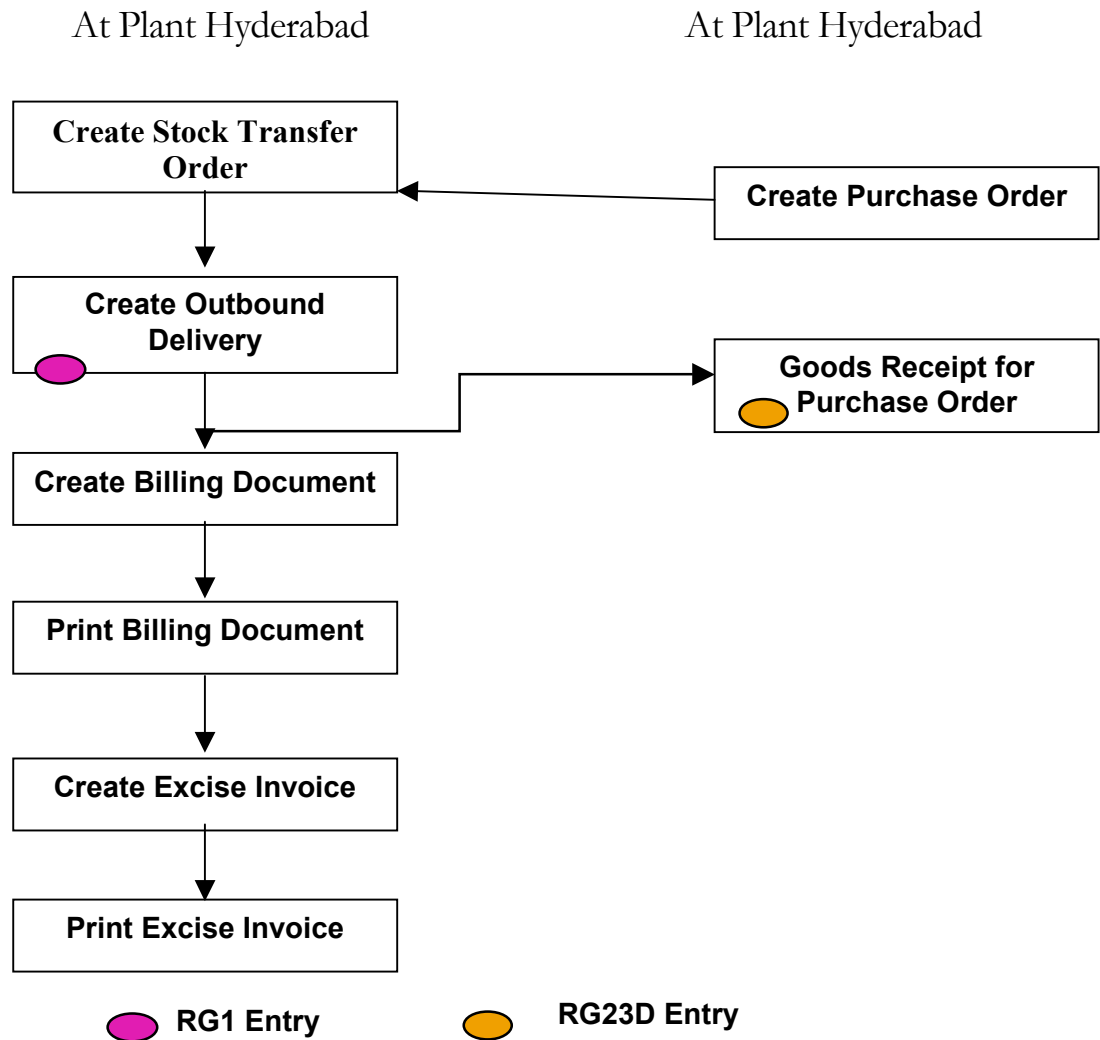 At Plant Hyderabad
At Plant Hyderabad
Create Stock Transfer
Order
Create Purchase Order
Create Outbound
Delivery
Goods Receipt for
Purchase Order
Create Billing Document
Print Billing Document
Create Excise Invoice
Print Excise Invoice
RG1 Entry
RG23D Entry